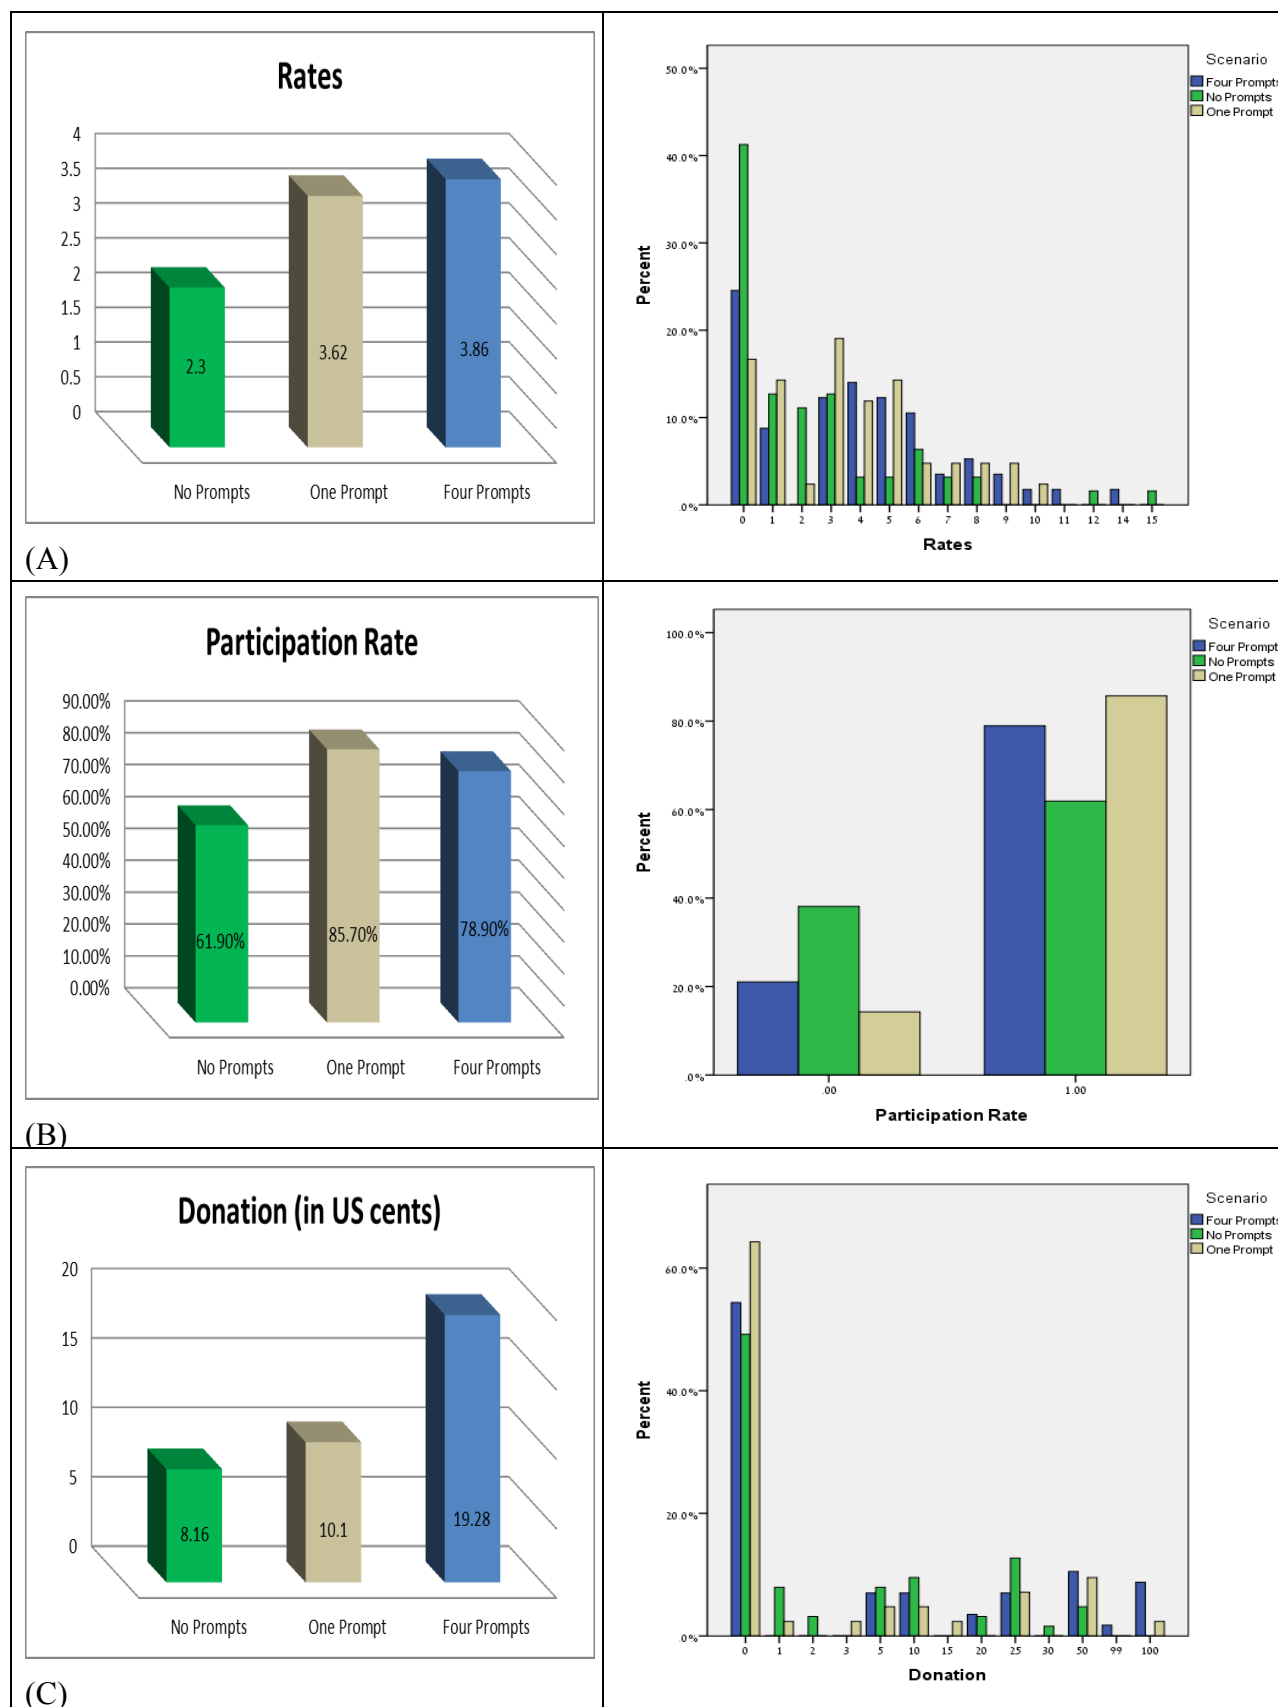 Rates
4
3.5
3
2.5
2
1.5
1
0.5
0
2.3
3.62
3.86
No Prompts One Prompt Four Prompts
(A)
Scenario
Four Prompts
No Prompts
One Prompt
50.0%
40.0%
30.0%
20.0%
10.0%
.0%
Percent
0 1 2 3 4 5 6 7 8 9 10 11 12 14 15
Rates
Participation Rate
90.00%
80.00%
70.00%
60.00%
50.00%
40.00%
30.00%
20.00%
10.00%
0.00%
61.90%
85.70%
78.90%
No Prompts One Prompt Four Prompts
(B)
Scenario
Four Prompt
No Prompts
One Prompt
100.0%
80.0%
60.0%
40.0%
20.0%
.0%
Percent
.00 1.00
Participation Rate
Donation (in US cents)
20
15
10
5
0
8.16
10.1
19.28
No Prompts One Prompt Four Prompts
(C)
Scenario
Four Prompts
No Prompts
One Prompt
60.0%
40.0%
20.0%
.0%
Percent
0 1 2 3 5 10 15 20 25 30 50 99 100
Donation